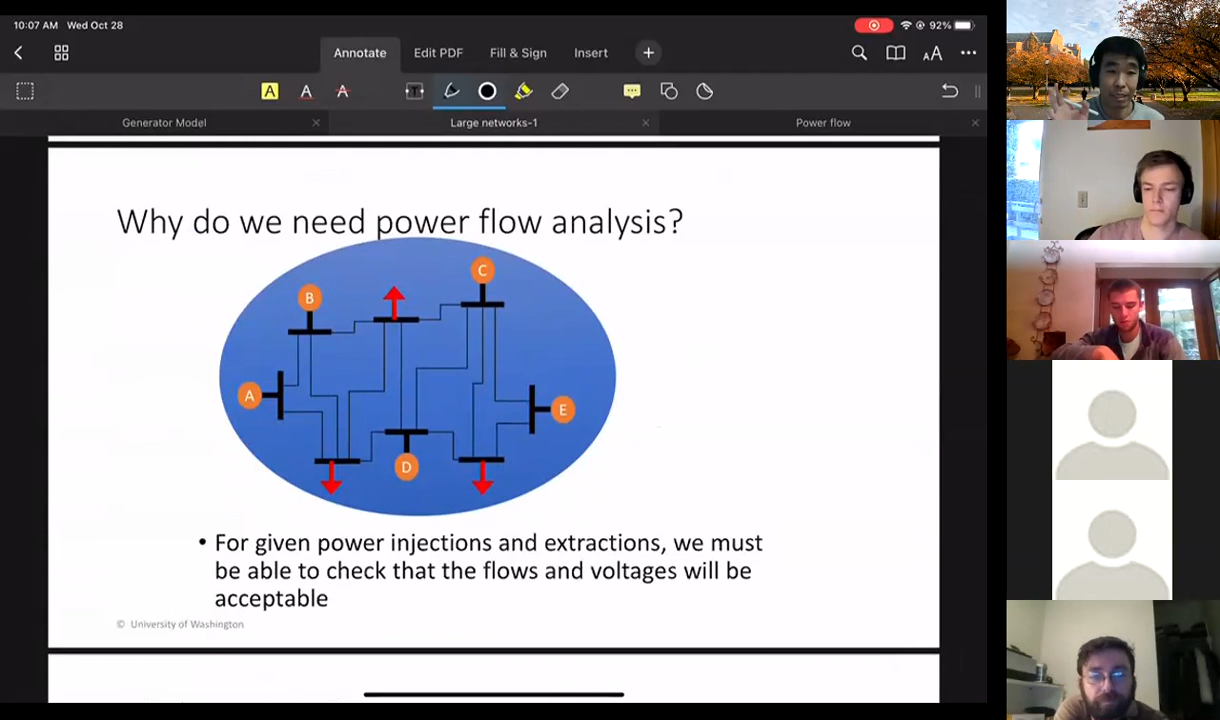 10:07 AM Wed Oct 28
92%
Annotate
Edit PDF
Fill & Sign
Insert
A
A
A
T
AA
Generator Model
Large networks-1
Power flow
Why do we need power flow analysis?
C
B
A
E
D
• For given power injections and extractions, we must
be able to check that the flows and voltages will be
acceptable
© University of Washington